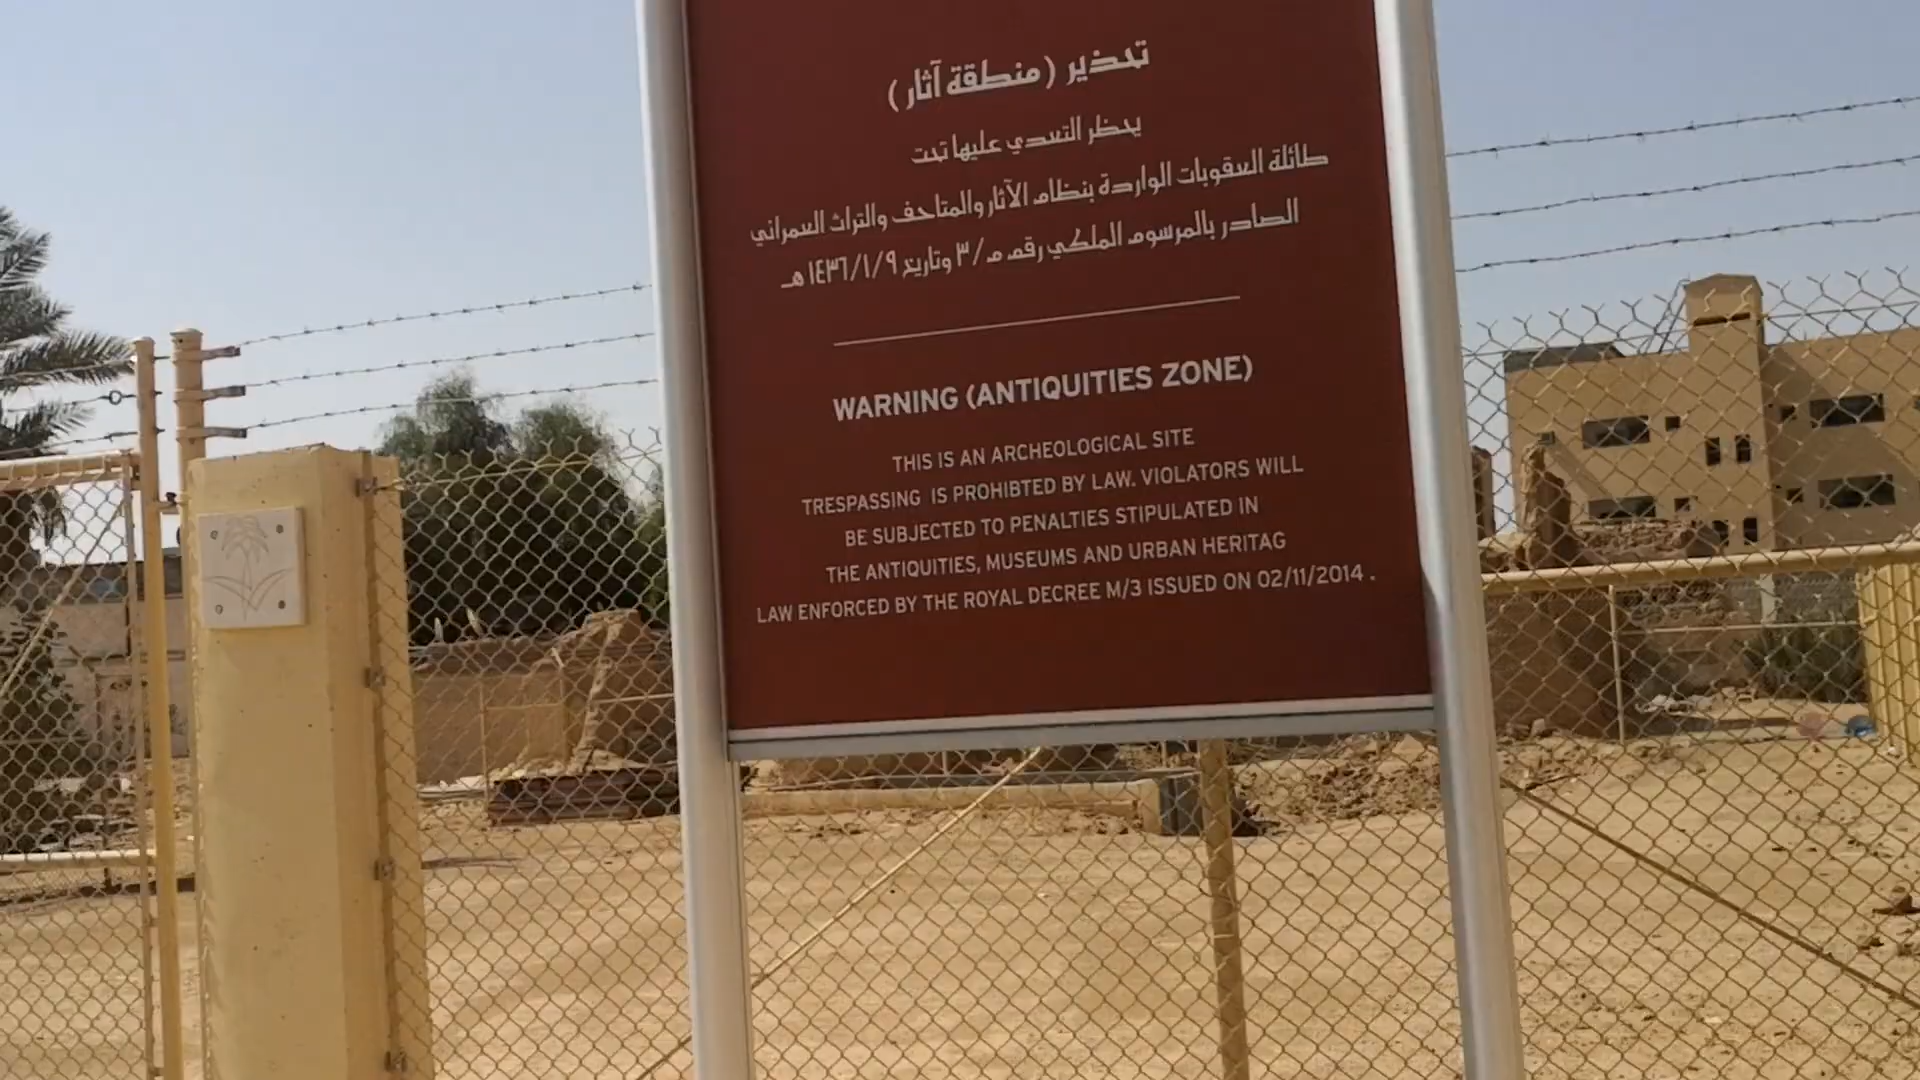 تحذير (منطقة آثار)
يحظر التعدي عليها تحت
طائلة العقوبات الواردة بنظام الآثار والمتاحف والتراث العمراني
الصادر بالمرسوم الملكي رقم م/٣ وتاريخ ١٤٣٦/١/٩ هـ
WARNING (ANTIQUITIES ZONE)
THIS IS AN ARCHEOLOGICAL SITE
TRESPASSING IS PROHIBTED BY LAW. VIOLATORS WILL
BE SUBJECTED TO PENALTIES STIPULATED IN
THE ANTIQUITIES, MUSEUMS AND URBAN HERITAG
LAW ENFORCED BY THE ROYAL DECREE M/3 ISSUED ON 02/11/2014 .